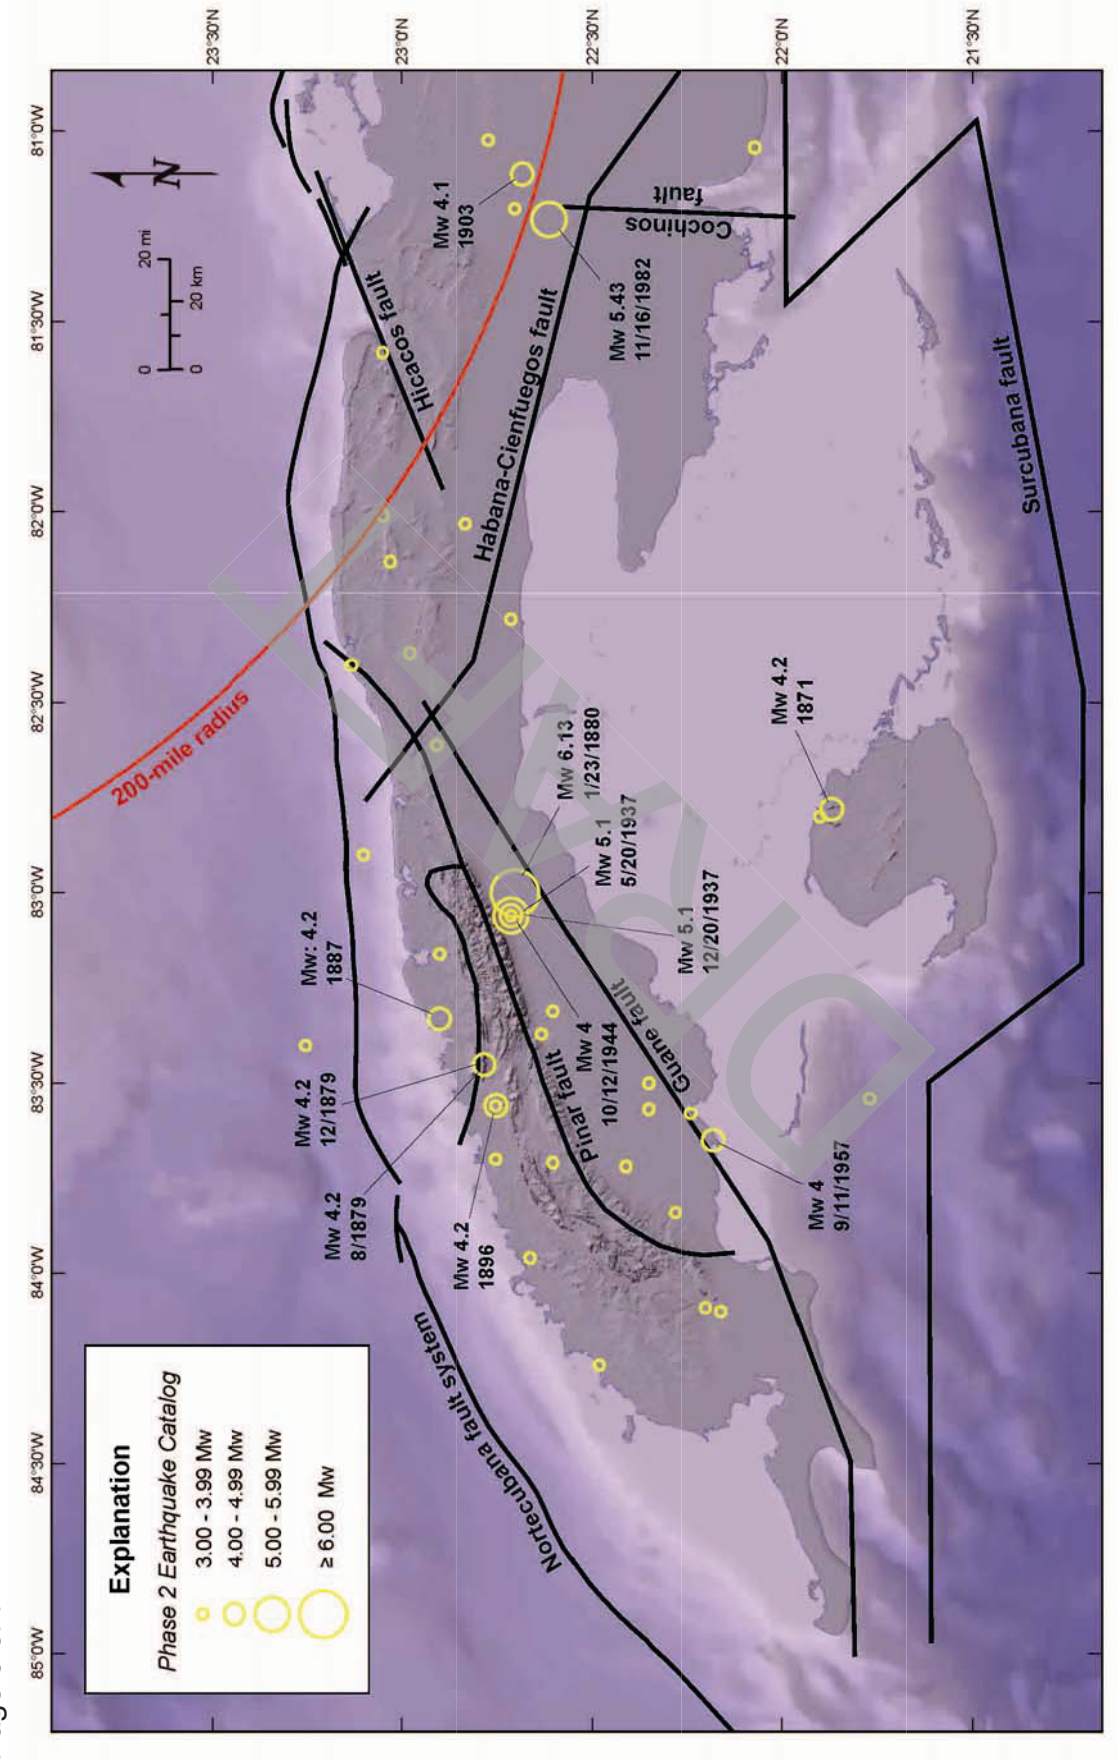 Explanation
Phase 2 Earthquake Catalog
3.00 - 3.99 Mw
4.00 - 4.99 Mw
5.00 - 5.99 Mw
≥ 6.00 Mw
85°0'W
84°30'W
84°0'W
83°30'W
83°0'W
82°30'W
82°0'W
81°30'W
81°0'W
23°30'N
23°0'N
22°30'N
22°0'N
21°30'N
0 20 mi
0 20 km
N
200-mile radius
Nortecubana fault system
Hicacos fault
Habana-Cienfuegos fault
Cochinos
fault
Surcubana fault
Pinar fault
Guane fault
Mw 4.2
8/1879
Mw 4.2
12/1879
Mw: 4.2
1887
Mw 4.2
1896
Mw 4.1
1903
Mw 5.43
11/16/1982
Mw 6.13
1/23/1880
Mw 5.1
5/20/1937
Mw 5.1
12/20/1937
Mw 4
10/12/1944
Mw 4
9/11/1957
Mw 4.2
1871
DRAFT